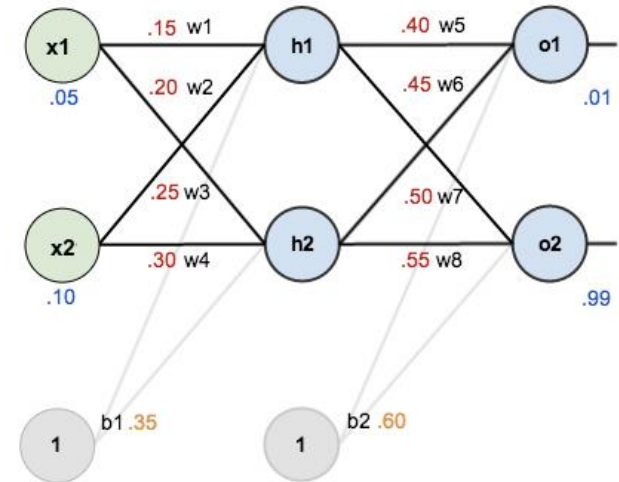 .15 w1
.40 w5
x1
h1
o1
.20 w2
.45 w6
.05
.01
.25 w3
.50 w7
x2
h2
o2
.30 w4
.55 w8
.10
.99
b1 .35
b2 .60
1
1